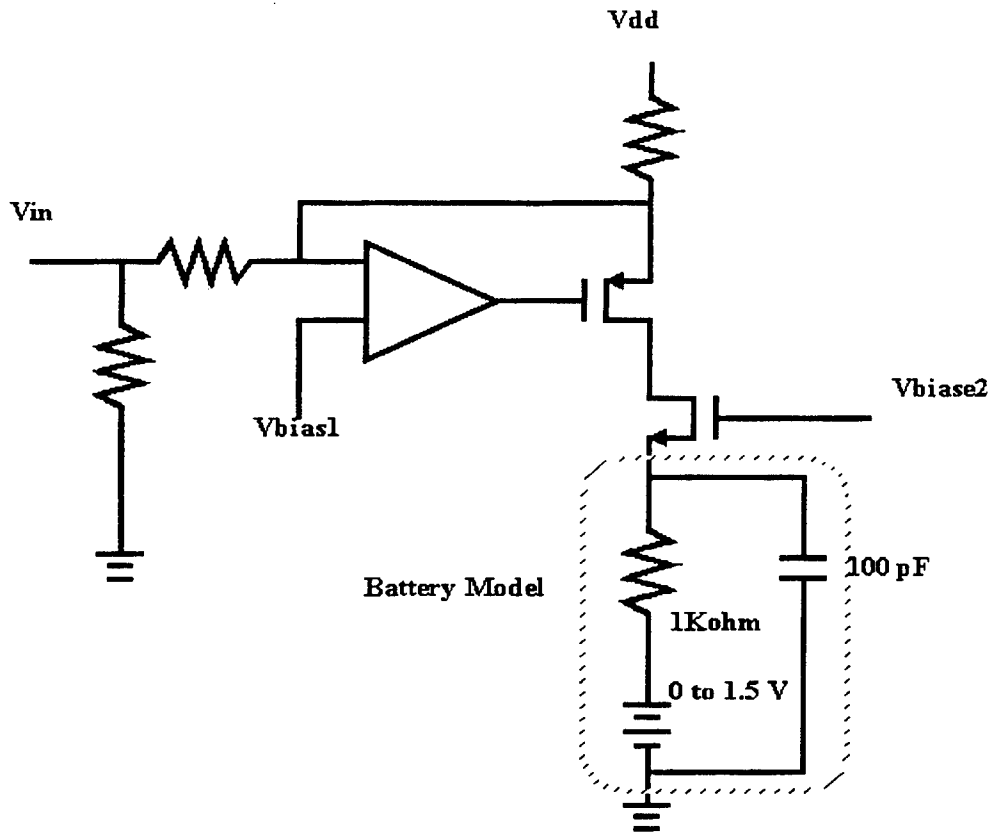 Vdd
Vin
Vbias1
Vbiase2
Battery Model
100 pF
1Kohm
0 to 1.5 V